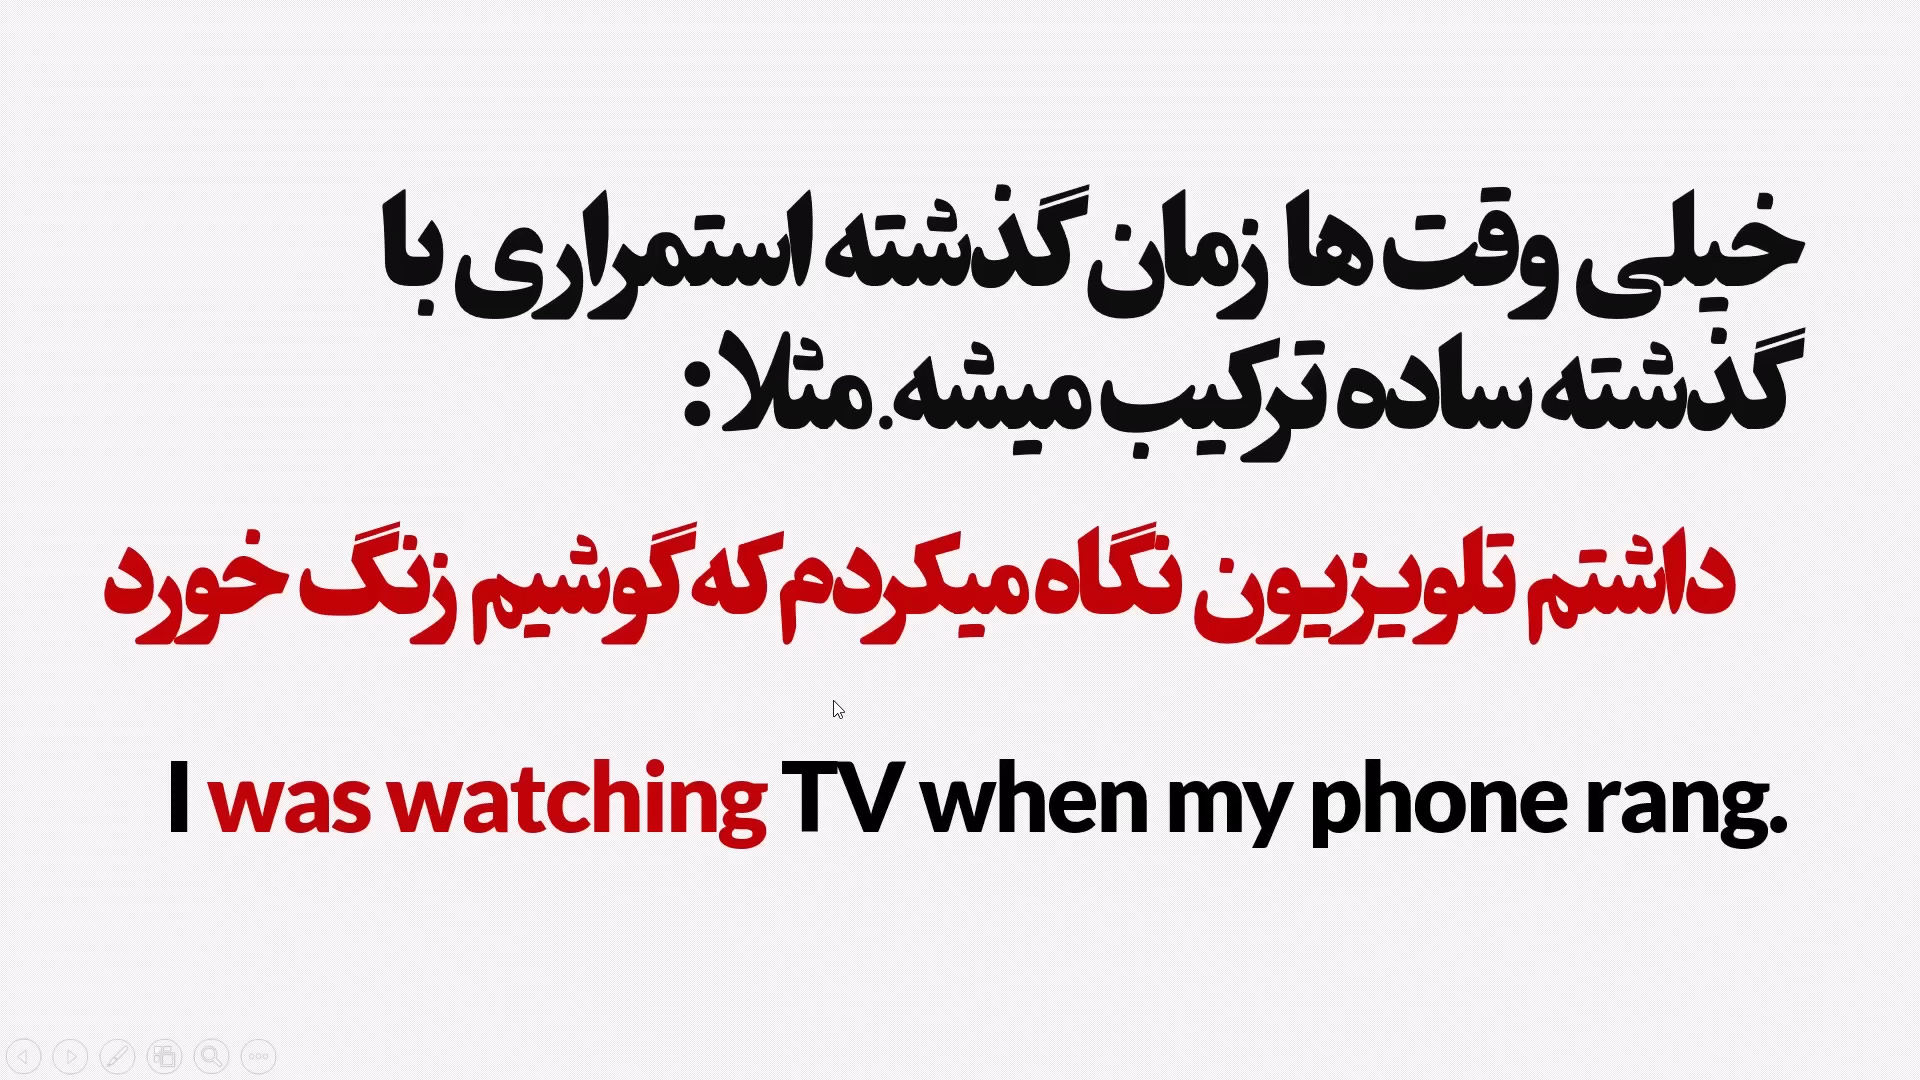 خیلی وقت ها زمان گذشته استمراری با
گذشته ساده ترکیب میشه. مثلا:
داشتم تلویزیون نگاه میکردم که گوشیم زنگ خورد
I was watching TV when my phone rang.